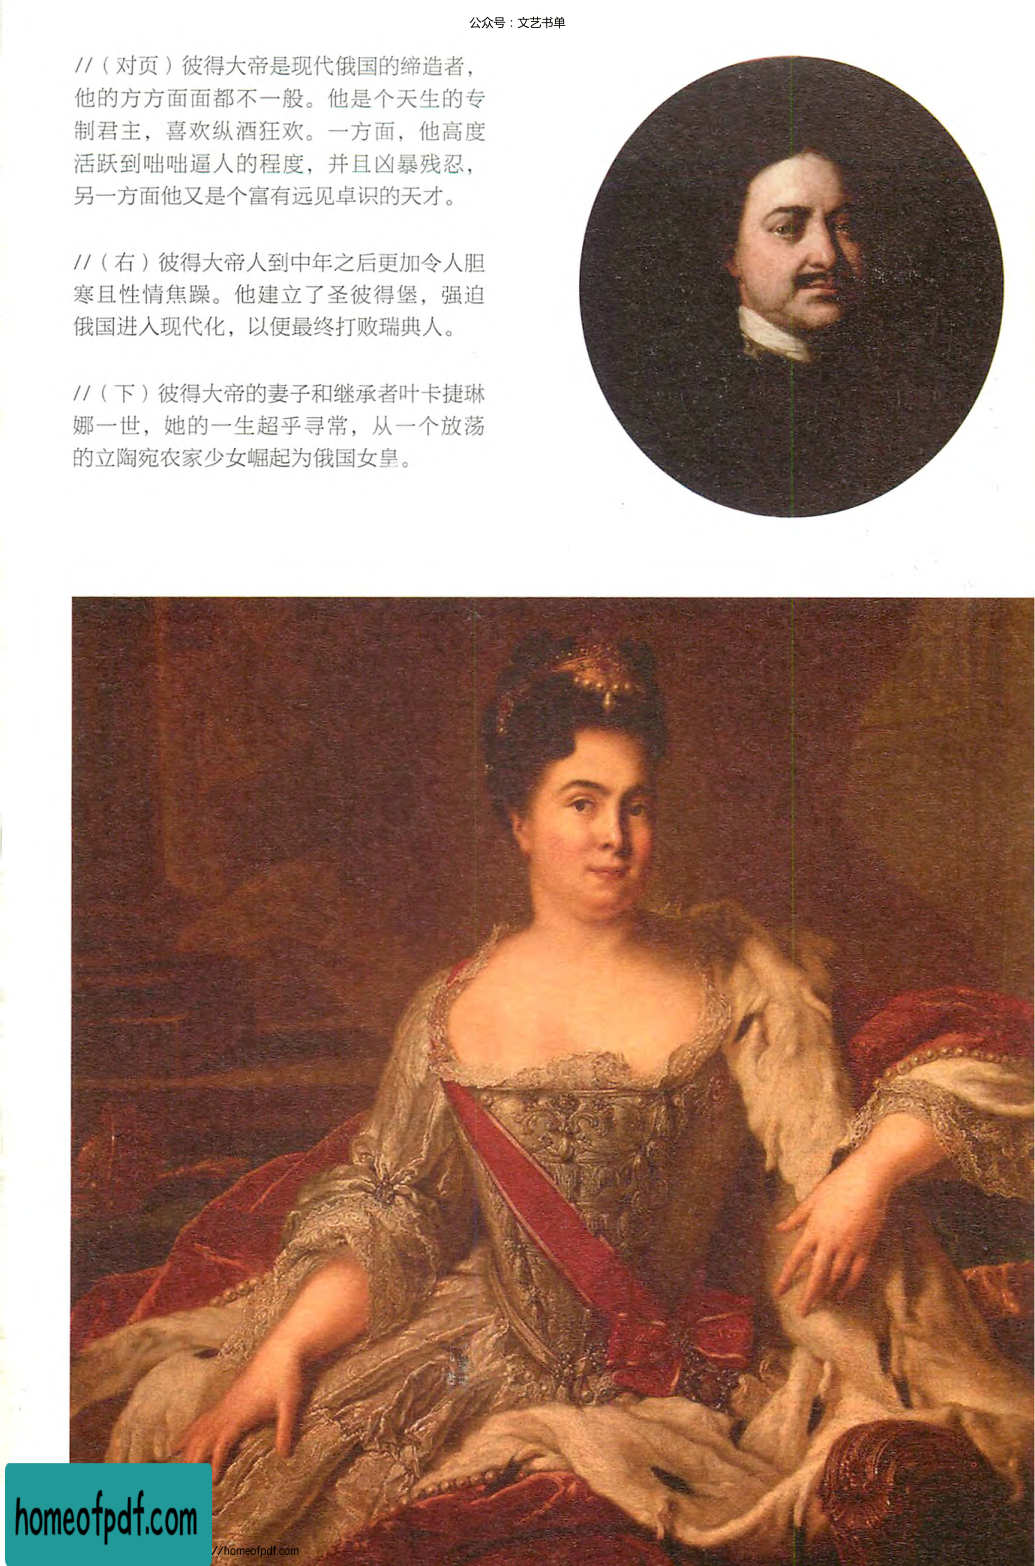 公众号：文艺书单
//（对页）彼得大帝是现代俄国的缔造者，
他的方方面面都不一般。他是个天生的专
制君主，喜欢纵酒狂欢。一方面，他高度
活跃到咄咄逼人的程度，并且凶暴残忍，
另一方面他又是个富有远见卓识的天才。
//（右）彼得大帝人到中年之后更加令人胆
寒且性情焦躁。他建立了圣彼得堡，强迫
俄国进入现代化，以便最终打败瑞典人。
//（下）彼得大帝的妻子和继承者叶卡捷琳
娜一世，她的一生超乎寻常，从一个放荡
的立陶宛农家少女崛起为俄国女皇。
homeofpdf.com
//homeofpdf.com